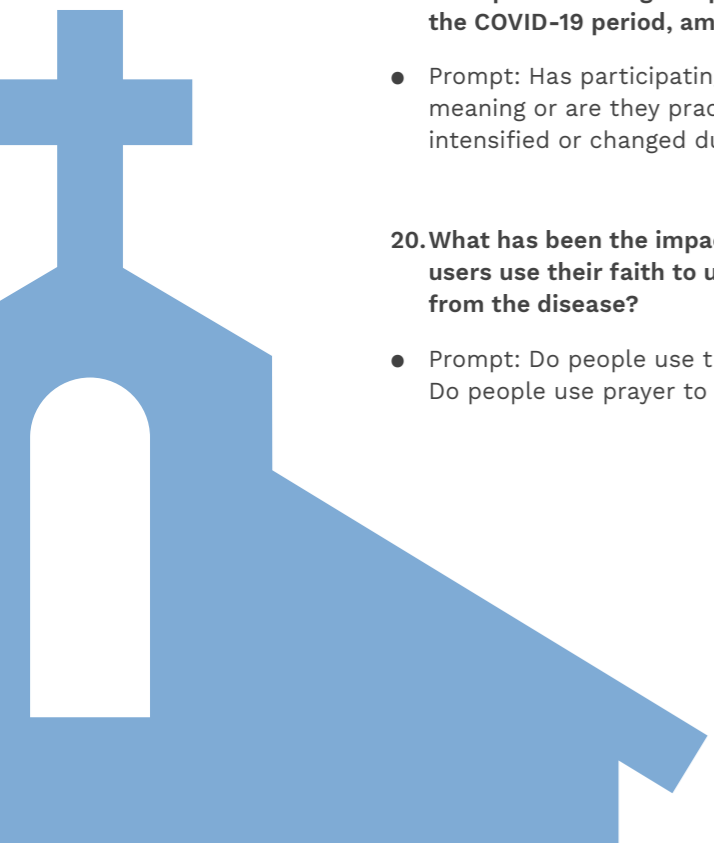 the COVID-19 period, am
● Prompt: Has participatin
meaning or are they prac
intensified or changed du
20. What has been the impa
users use their faith to u
from the disease?
● Prompt: Do people use t
Do people use prayer to